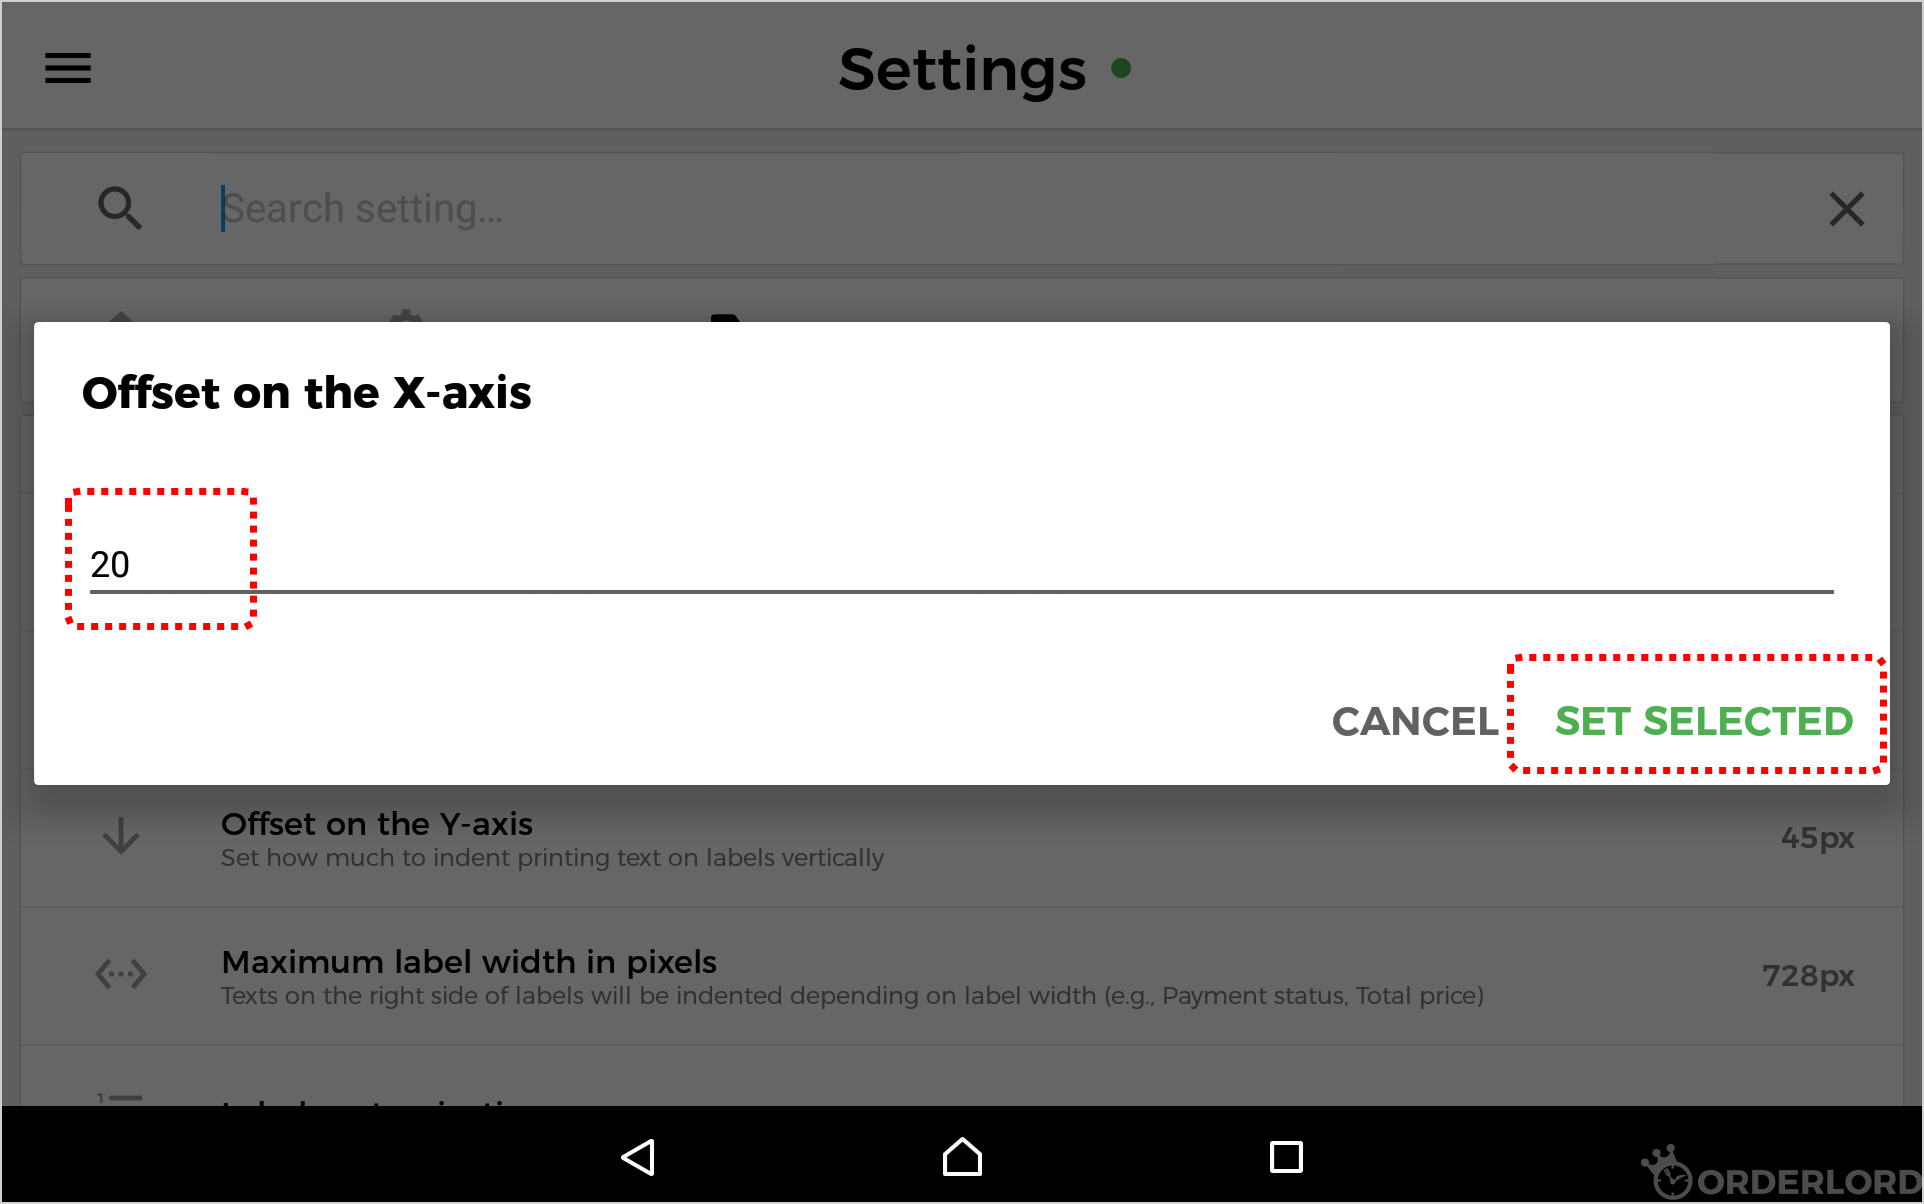 Settings
Search setting...
Offset on the X-axis
20
CANCEL
SET SELECTED
Offset on the Y-axis
Set how much to indent printing text on labels vertically
45px
Maximum label width in pixels
Texts on the right side of labels will be indented depending on label width (e.g., Payment status, Total price)
728px
ORDERLORD